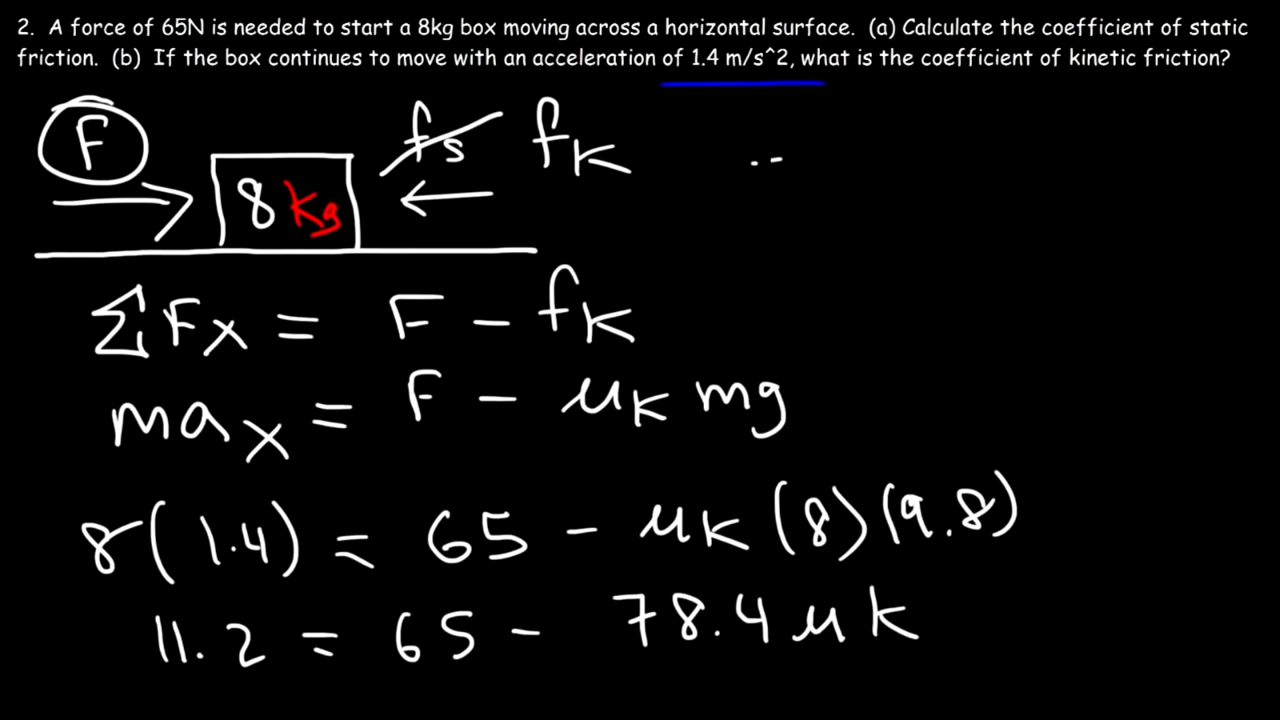 2. A force of 65N is needed to start a 8kg box moving across a horizontal surface. (a) Calculate the coefficient of static
friction. (b) If the box continues to move with an acceleration of 1.4 m/s^2, what is the coefficient of kinetic friction?
F fs fK
8 kg
ΣFx = F - fK
max = F - μK mg
8(1.4) = 65 - μK (8)(9.8)
11.2 = 65 - 78.4 μk